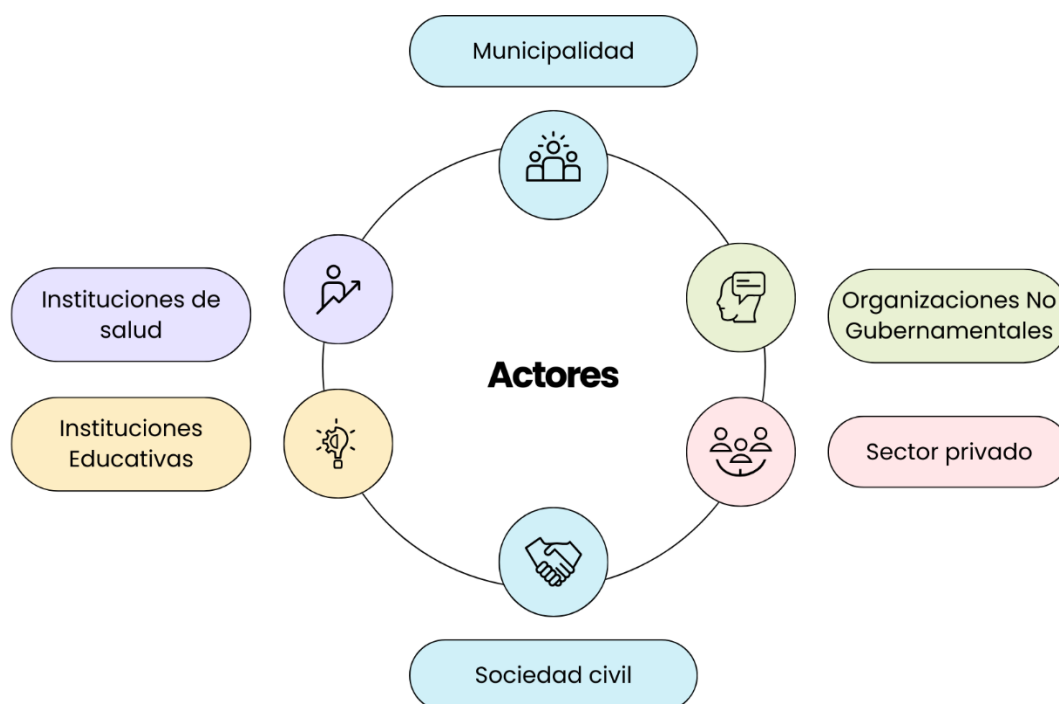 Municipalidad
Instituciones de
salud
Organizaciones No
Gubernamentales
Actores
Instituciones
Educativas
Sector privado
Sociedad civil